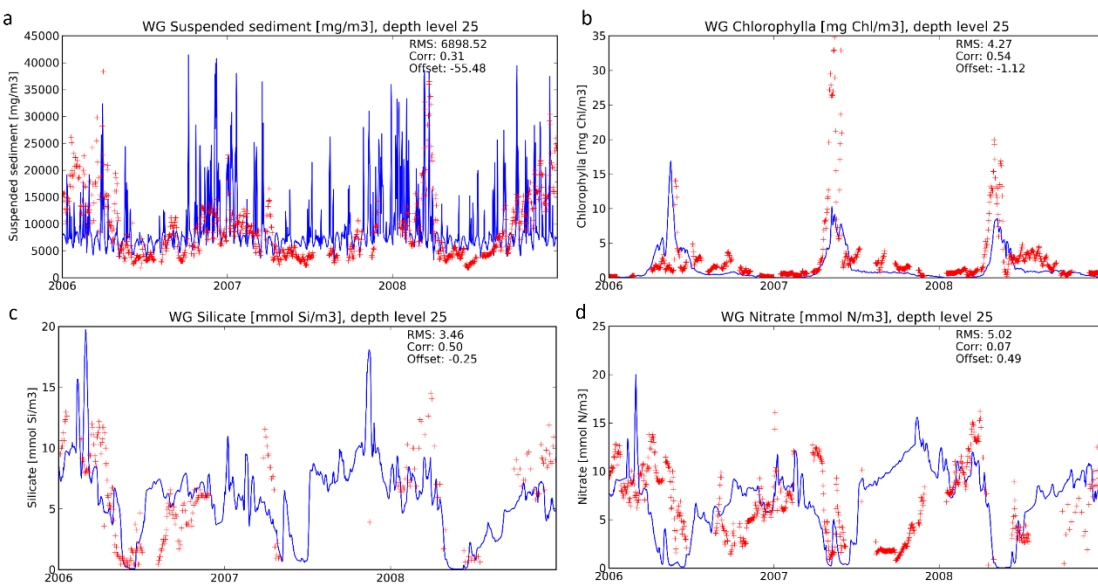 a
WG Suspended sediment [mg/m3], depth level 25
RMS: 6898.52
Corr: 0.31
Offset: -55.48
Suspended sediment [mg/m3]
45000
40000
35000
30000
25000
20000
15000
10000
5000
0
2006
2007
2008
b
WG Chlorophylla [mg Chl/m3], depth level 25
RMS: 4.27
Corr: 0.54
Offset: -1.12
Chlorophylla [mg Chl/m3]
35
30
25
20
15
10
5
0
2006
2007
2008
c
WG Silicate [mmol Si/m3], depth level 25
RMS: 3.46
Corr: 0.50
Offset: -0.25
Silicate [mmol Si/m3]
20
15
10
5
0
2006
2007
2008
d
WG Nitrate [mmol N/m3], depth level 25
RMS: 5.02
Corr: 0.07
Offset: 0.49
Nitrate [mmol N/m3]
25
20
15
10
5
0
2006
2007
2008